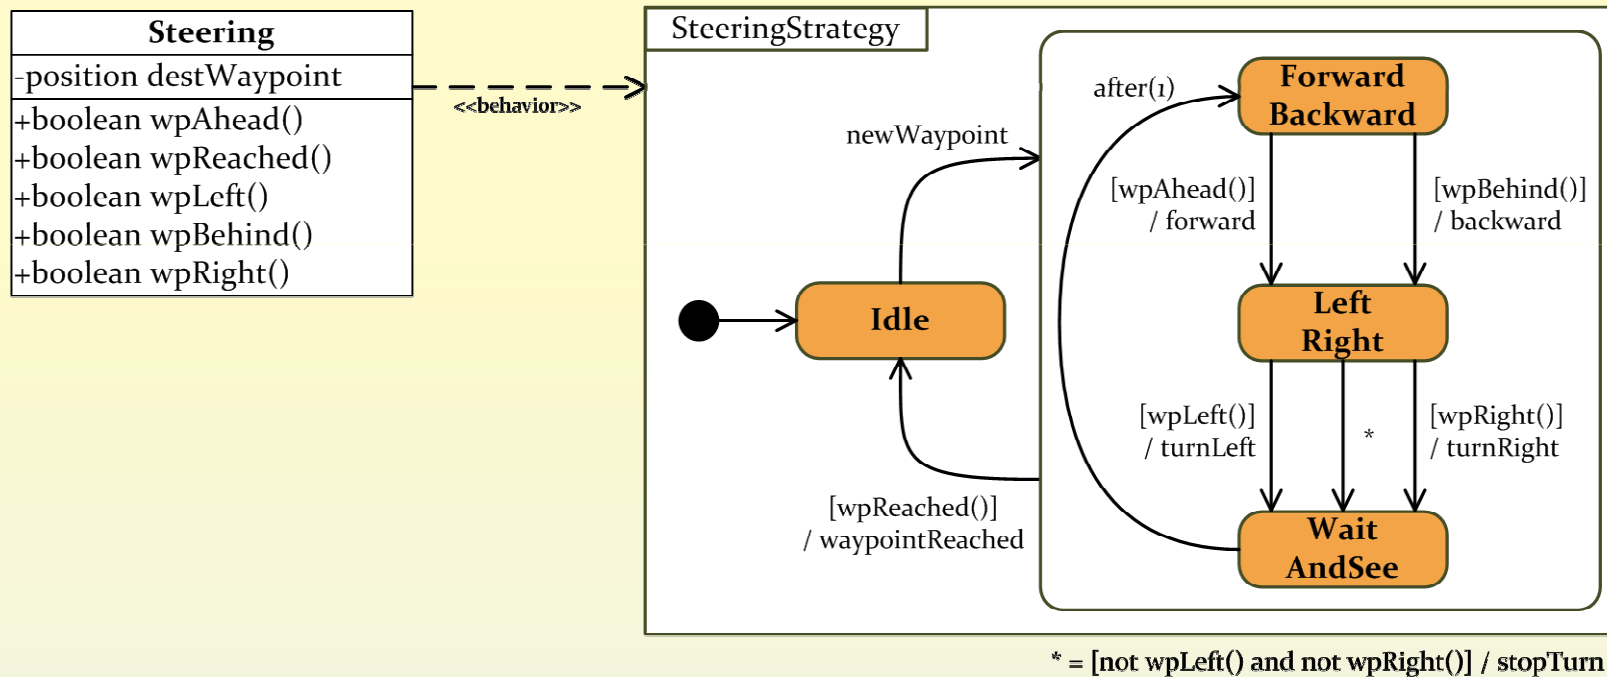 Steering
-position destWaypoint
+boolean wpAhead()
+boolean wpReached()
+boolean wpLeft()
+boolean wpBehind()
+boolean wpRight()
<<behavior>>
SteeringStrategy
newWaypoint
Idle
[wpReached()]
/ waypointReached
after(1)
Forward
Backward
[wpAhead()]
/ forward
[wpBehind()]
/ backward
Left
Right
[wpLeft()]
/ turnLeft
*
[wpRight()]
/ turnRight
Wait
AndSee
* = [not wpLeft() and not wpRight()] / stopTurn